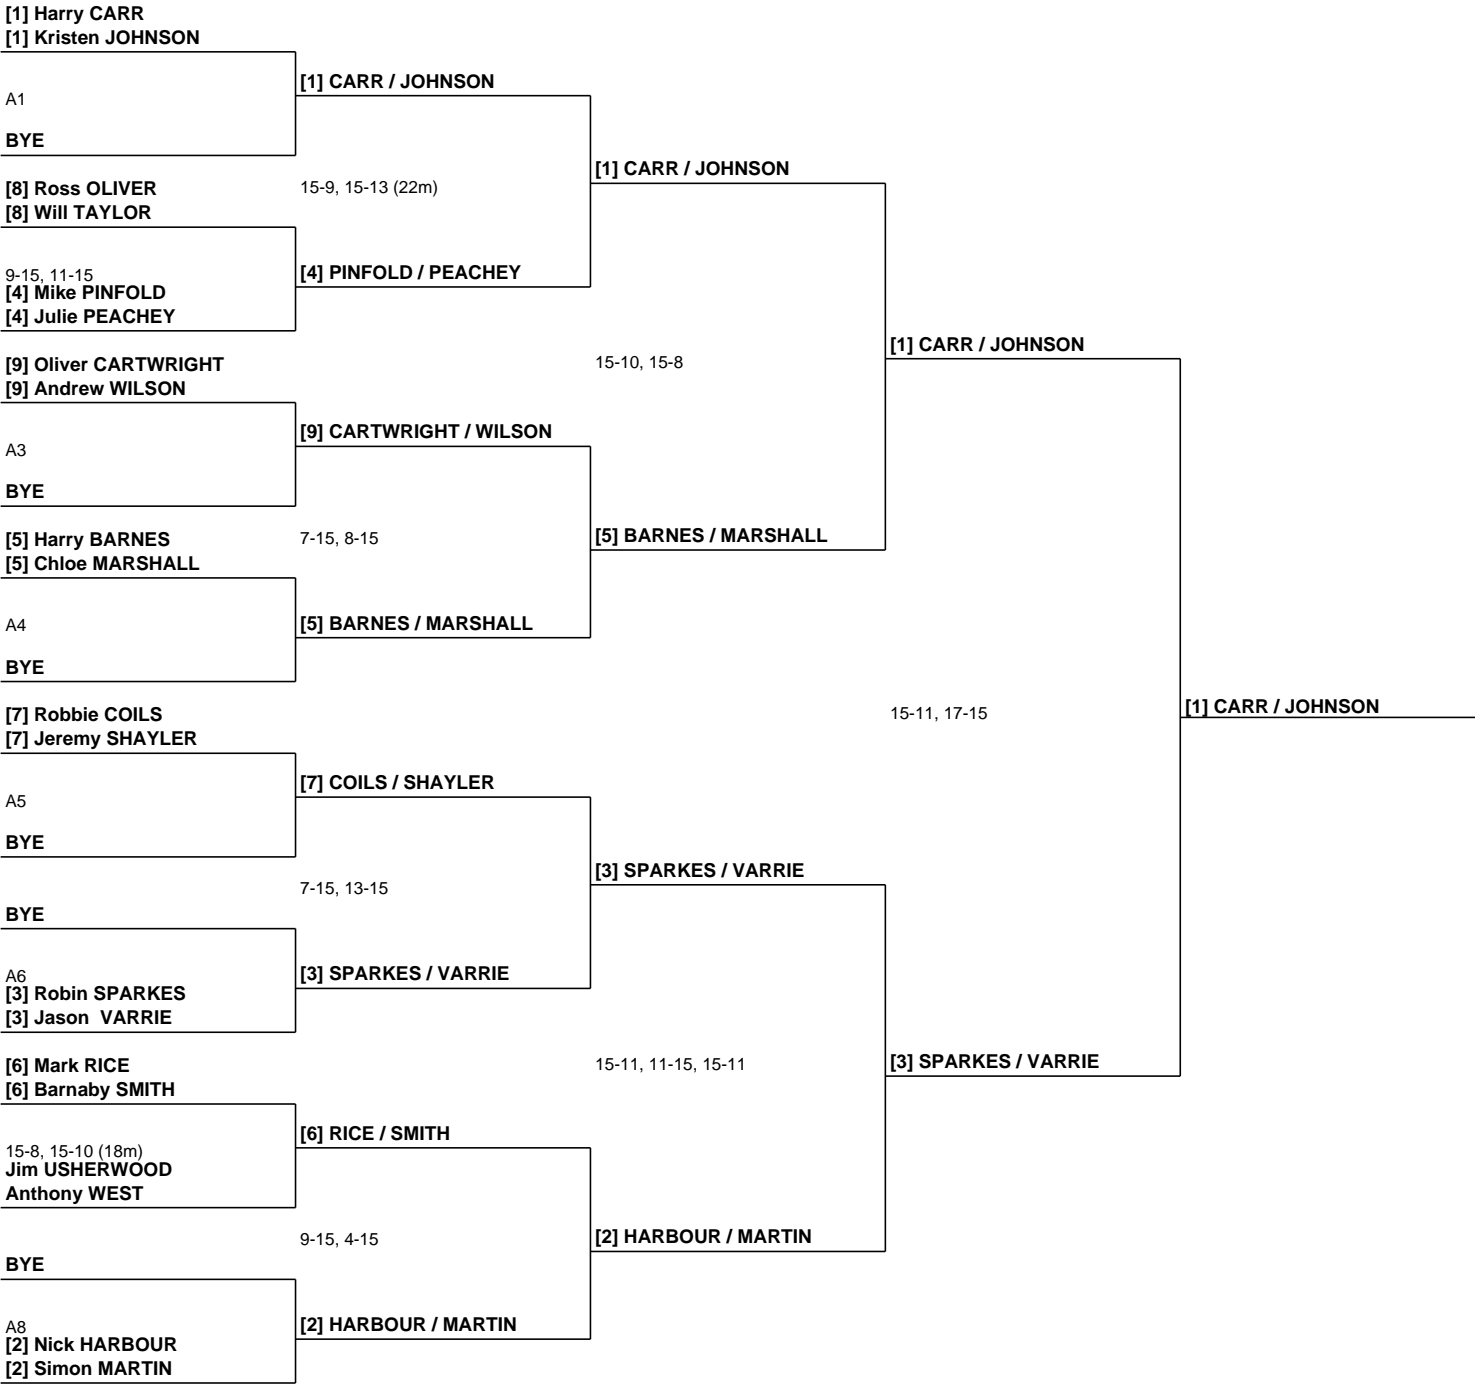 [1] Harry CARR
[1] Kristen JOHNSON
[1] CARR / JOHNSON
A1
BYE
[1] CARR / JOHNSON
[8] Ross OLIVER
15-9, 15-13 (22m)
[8] Will TAYLOR
9-15, 11-15
[4] PINFOLD / PEACHEY
[4] Mike PINFOLD
[4] Julie PEACHEY
[1] CARR / JOHNSON
[9] Oliver CARTWRIGHT
15-10, 15-8
[9] Andrew WILSON
[9] CARTWRIGHT / WILSON
A3
BYE
[5] Harry BARNES
7-15, 8-15
[5] BARNES / MARSHALL
[5] Chloe MARSHALL
A4
[5] BARNES / MARSHALL
BYE
[7] Robbie COILS
15-11, 17-15
[1] CARR / JOHNSON
[7] Jeremy SHAYLER
[7] COILS / SHAYLER
A5
BYE
[3] SPARKES / VARRIE
7-15, 13-15
BYE
A6
[3] SPARKES / VARRIE
[3] Robin SPARKES
[3] Jason  VARRIE
[6] Mark RICE
15-11, 11-15, 15-11
[3] SPARKES / VARRIE
[6] Barnaby SMITH
[6] RICE / SMITH
15-8, 15-10 (18m)
Jim USHERWOOD
Anthony WEST
9-15, 4-15
[2] HARBOUR / MARTIN
BYE
A8
[2] HARBOUR / MARTIN
[2] Nick HARBOUR
[2] Simon MARTIN